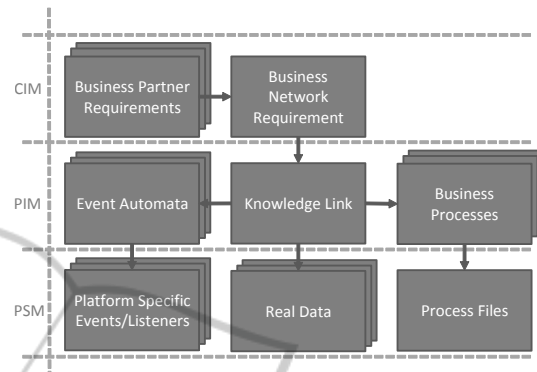 CIM
Business Partner
Requirements
Business
Network
Requirement
PIM
Event Automata
Knowledge Link
Business
Processes
PSM
Platform Specific
Events/Listeners
Real Data
Process Files